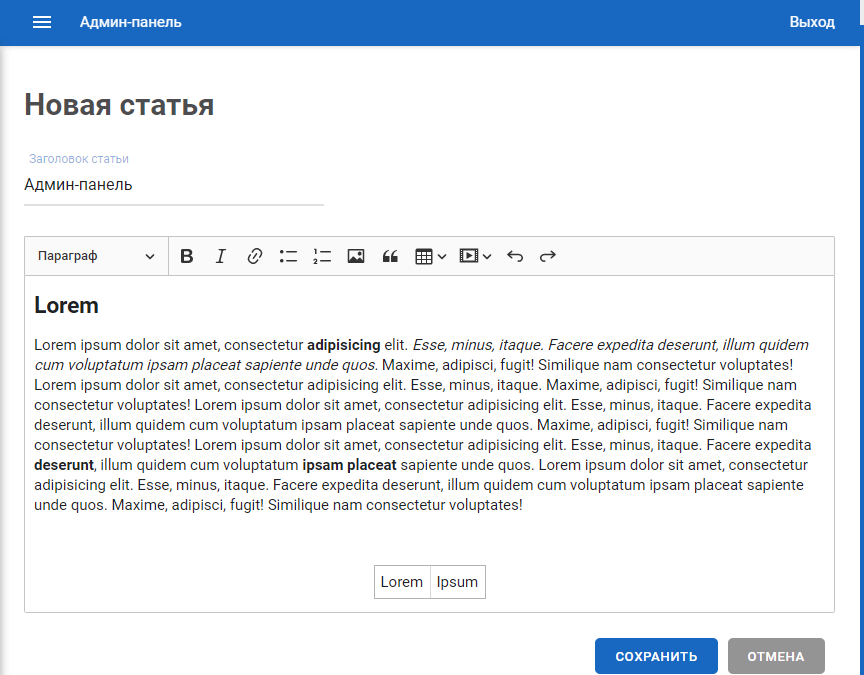 Админ-панель
Выход
Новая статья
Заголовок статьи
Админ-панель
Параграф
Lorem
Lorem ipsum dolor sit amet, consectetur adipisicing elit. Esse, minus, itaque. Facere expedita deserunt, illum quidem
cum voluptatum ipsam placeat sapiente unde quos. Maxime, adipisci, fugit! Similique nam consectetur voluptates!
Lorem ipsum dolor sit amet, consectetur adipisicing elit. Esse, minus, itaque. Maxime, adipisci, fugit! Similique nam
consectetur voluptates! Lorem ipsum dolor sit amet, consectetur adipisicing elit. Esse, minus, itaque. Facere expedita
deserunt, illum quidem cum voluptatum ipsam placeat sapiente unde quos. Maxime, adipisci, fugit! Similique nam
consectetur voluptates! Lorem ipsum dolor sit amet, consectetur adipisicing elit. Esse, minus, itaque. Facere expedita
deserunt, illum quidem cum voluptatum ipsam placeat sapiente unde quos. Lorem ipsum dolor sit amet, consectetur
adipisicing elit. Esse, minus, itaque. Facere expedita deserunt, illum quidem cum voluptatum ipsam placeat sapiente
unde quos. Maxime, adipisci, fugit! Similique nam consectetur voluptates!
Lorem Ipsum
СОХРАНИТЬ
ОТМЕНА